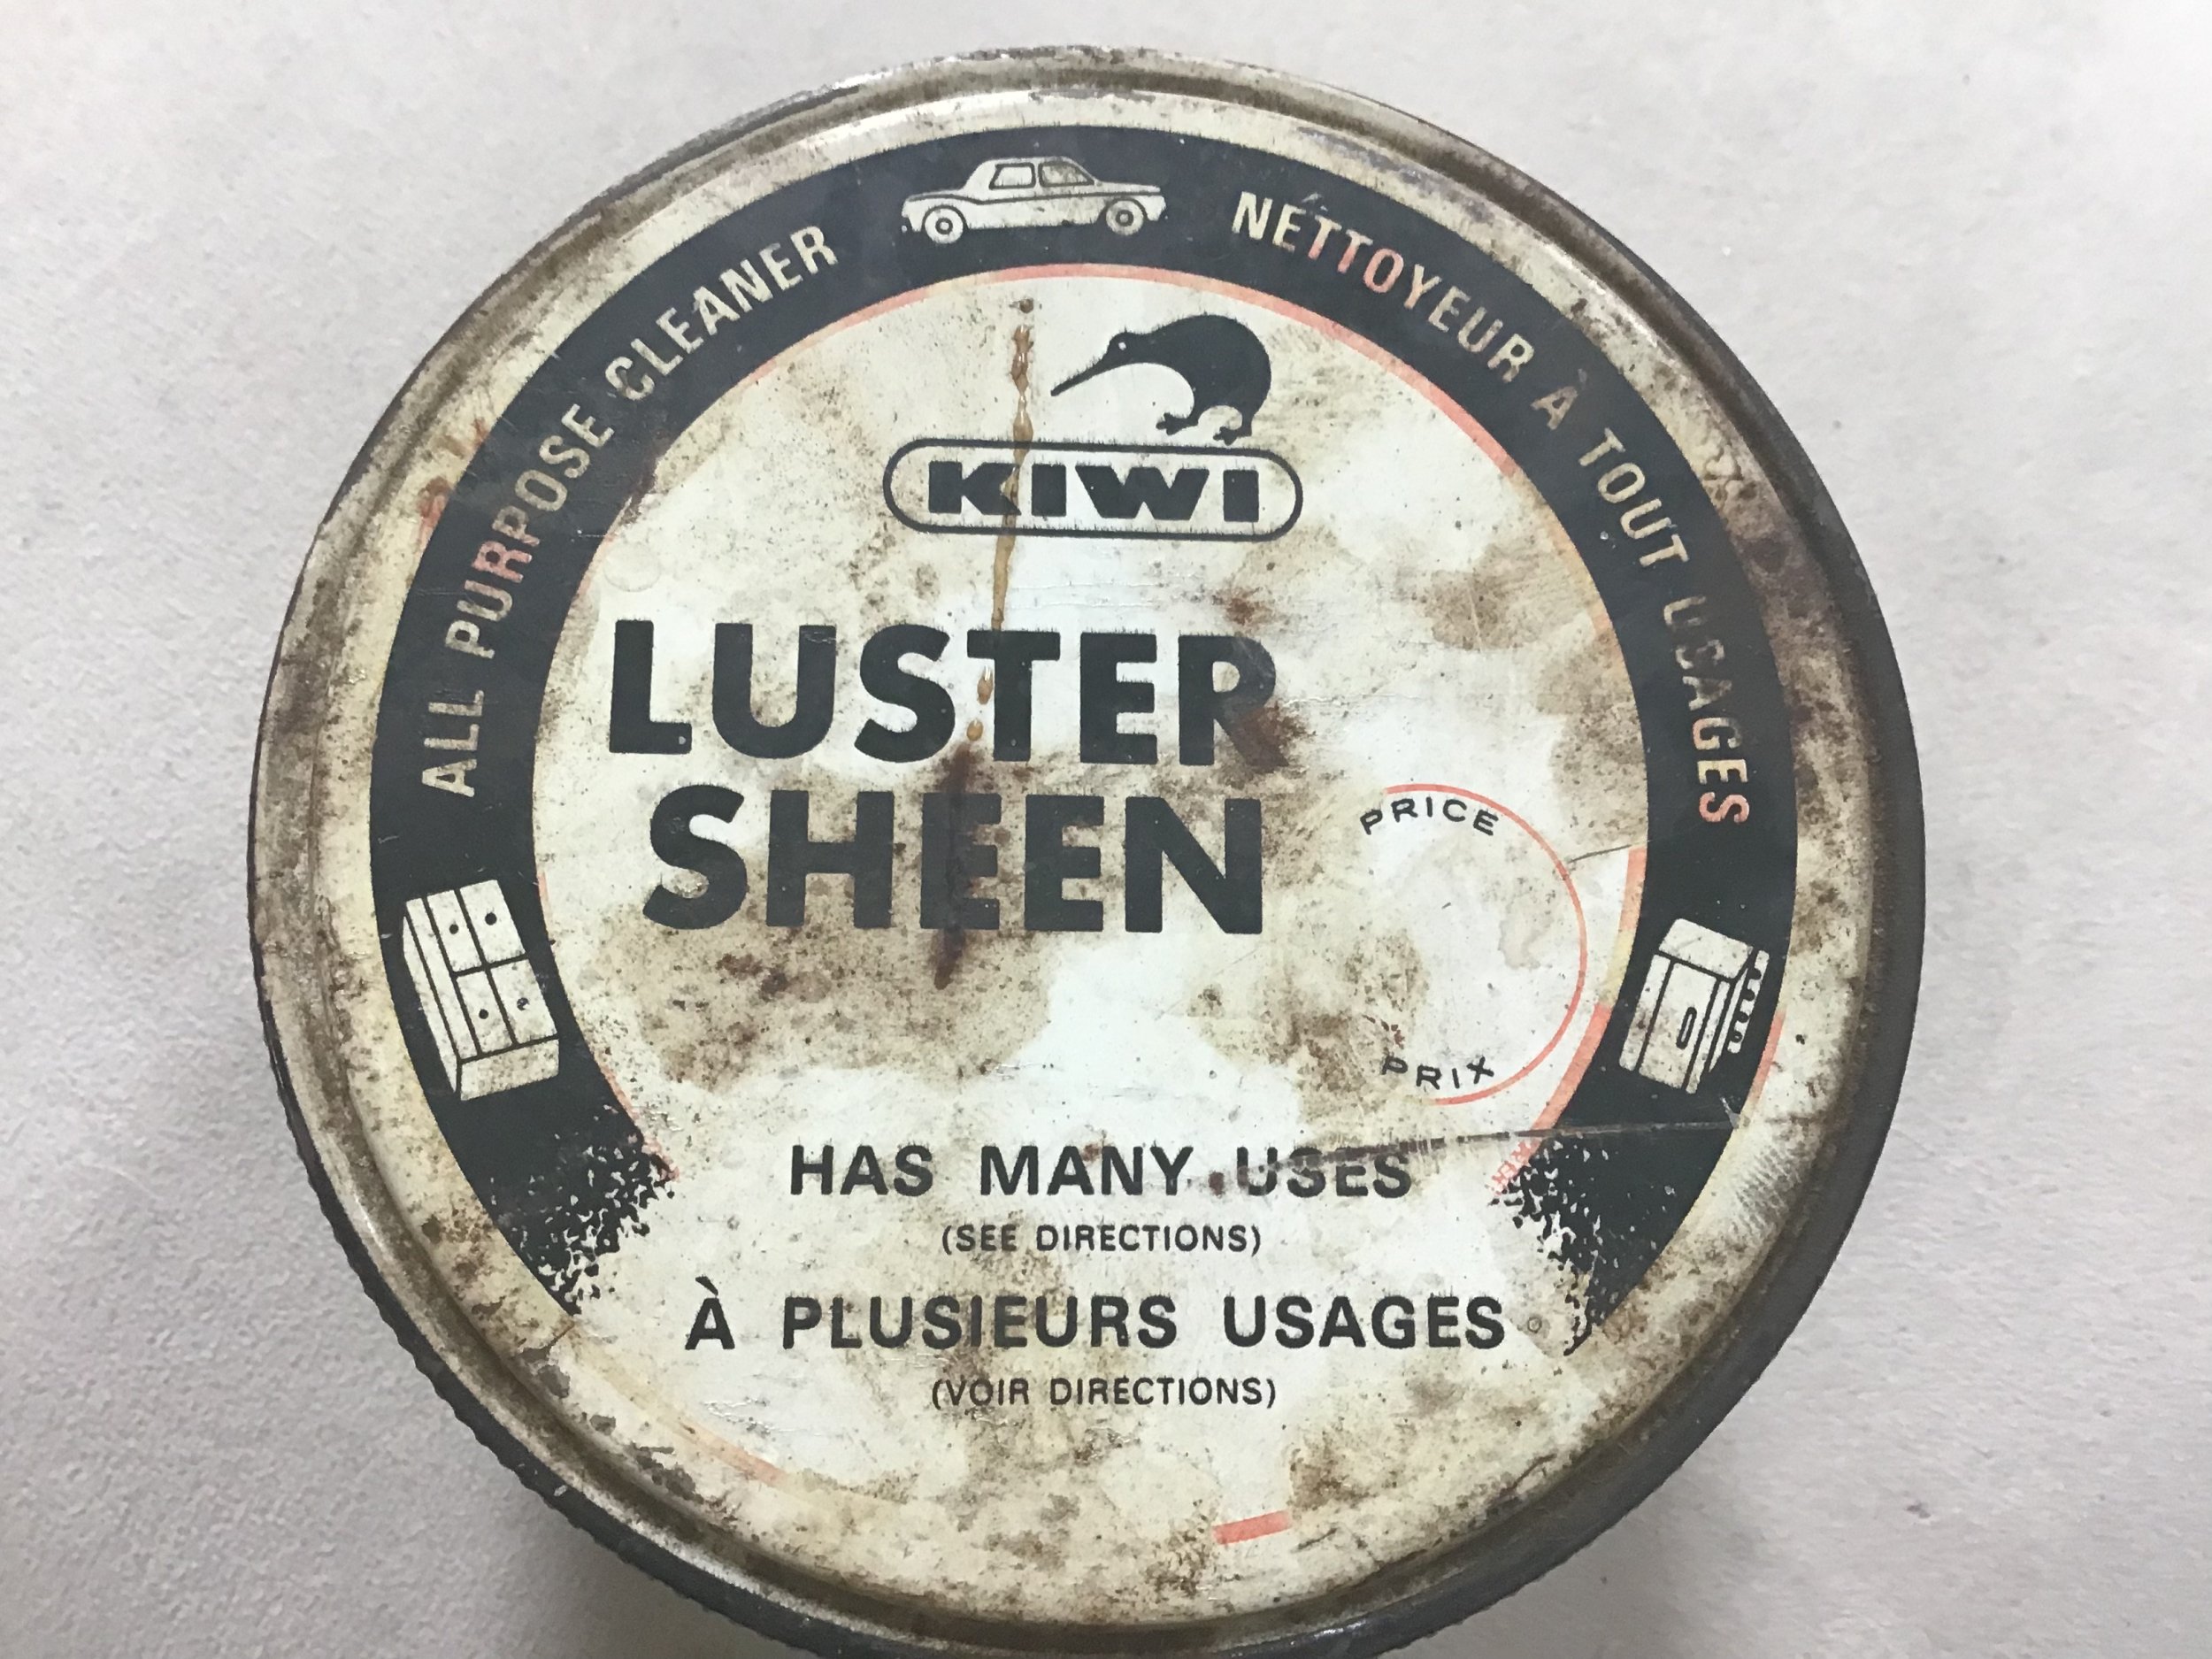 ALL PURPOSE CLEANER
NETTOYEUR À TOUT USAGES
KIWI
LUSTER
SHEEN
PRICE
PRIX
HAS MANY USES
(SEE DIRECTIONS)
À PLUSIEURS USAGES
(VOIR DIRECTIONS)